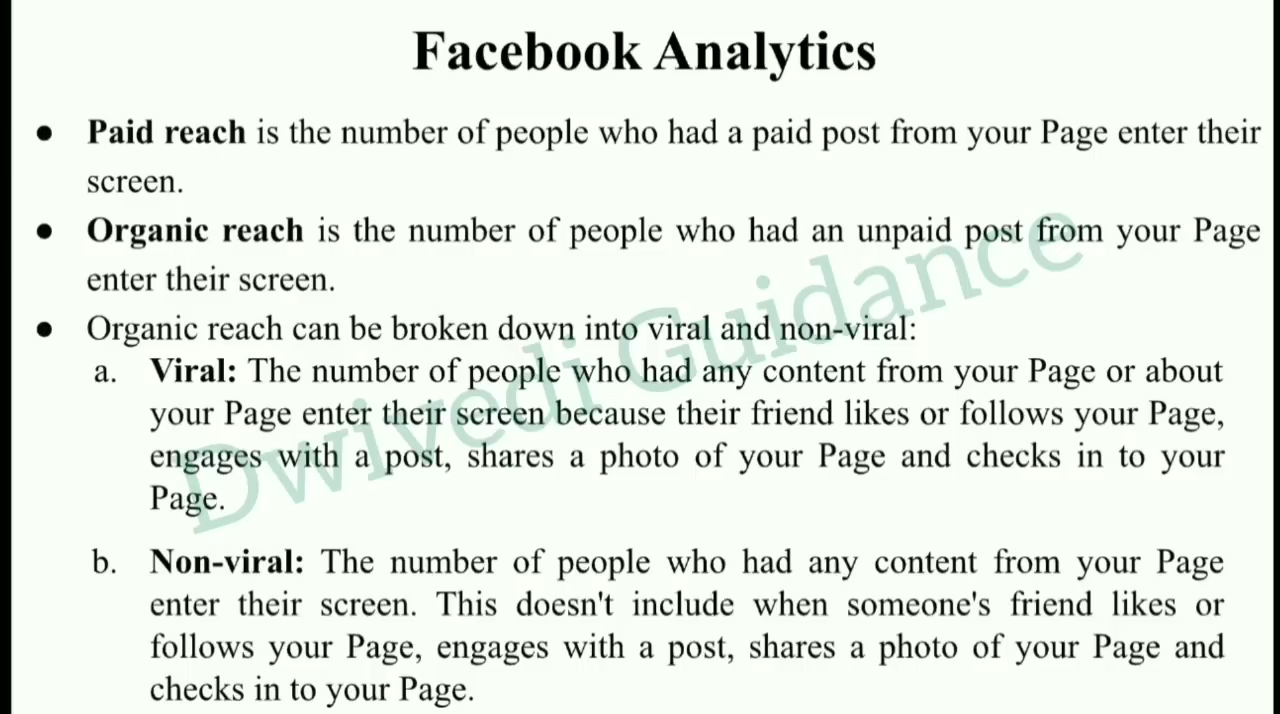 Facebook Analytics
● Paid reach is the number of people who had a paid post from your Page enter their
screen.
● Organic reach is the number of people who had an unpaid post from your Page
enter their screen.
● Organic reach can be broken down into viral and non-viral:
a. Viral: The number of people who had any content from your Page or about
your Page enter their screen because their friend likes or follows your Page,
engages with a post, shares a photo of your Page and checks in to your
Page.
b. Non-viral: The number of people who had any content from your Page
enter their screen. This doesn't include when someone's friend likes or
follows your Page, engages with a post, shares a photo of your Page and
checks in to your Page.
Dwivedi Guidance